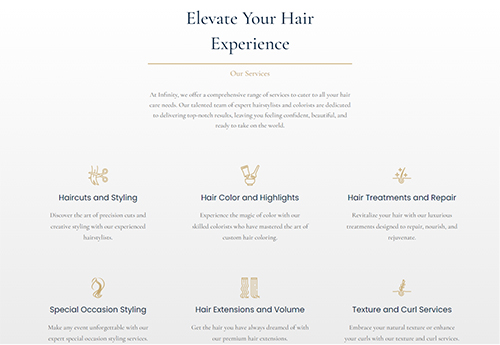 Elevate Your Hair
Experience
Our Services
At Infinity, we offer a comprehensive range of services to cater to all your hair
care needs. Our talented team of expert hairstylists and colorists are dedicated
to delivering top-notch results, leaving you feeling confident, beautiful, and
ready to take on the world.
Haircuts and Styling
Discover the art of precision cuts and
creative styling with our experienced
hairstylists.
Hair Color and Highlights
Experience the magic of color with our
skilled colorists who have mastered the art of
custom hair coloring.
Hair Treatments and Repair
Revitalize your hair with our luxurious
treatments designed to repair, nourish, and
rejuvenate.
Special Occasion Styling
Make any event unforgettable with our
expert special occasion styling services.
Hair Extensions and Volume
Get the hair you have always dreamed of with
our premium hair extensions.
Texture and Curl Services
Embrace your natural texture or enhance
your curls with our texture and curl services.